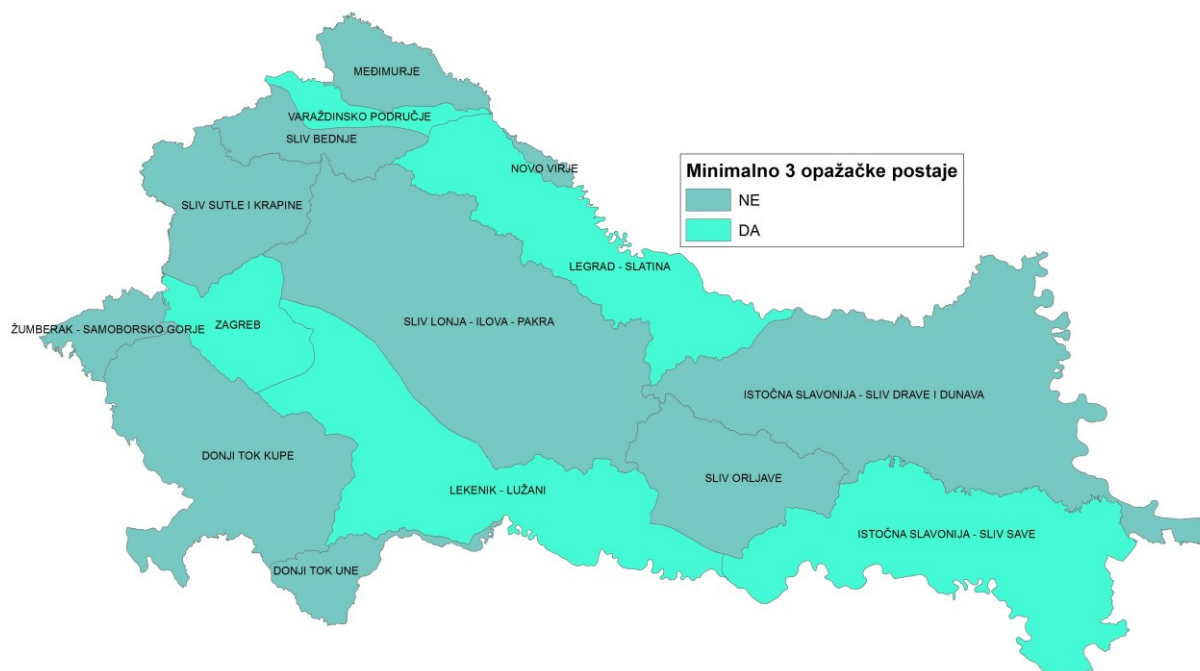 MEĐIMURJE
VARAŽDINSKO PODRUČJE
SLIV BEDNJE
NOVO VIRJE
Minimalno 3 opažačke postaje
NE
DA
SLIV SUTLE I KRAPINE
LEGRAD - SLATINA
ZAGREB
SLIV LONJA - ILOVA - PAKRA
ŽUMBERAK - SAMOBORSKO GORJE
ISTOČNA SLAVONIJA - SLIV DRAVE I DUNAVA
DONJI TOK KUPE
SLIV ORLJAVE
LEKENIK - LUŽANI
ISTOČNA SLAVONIJA - SLIV SAVE
DONJI TOK UNE